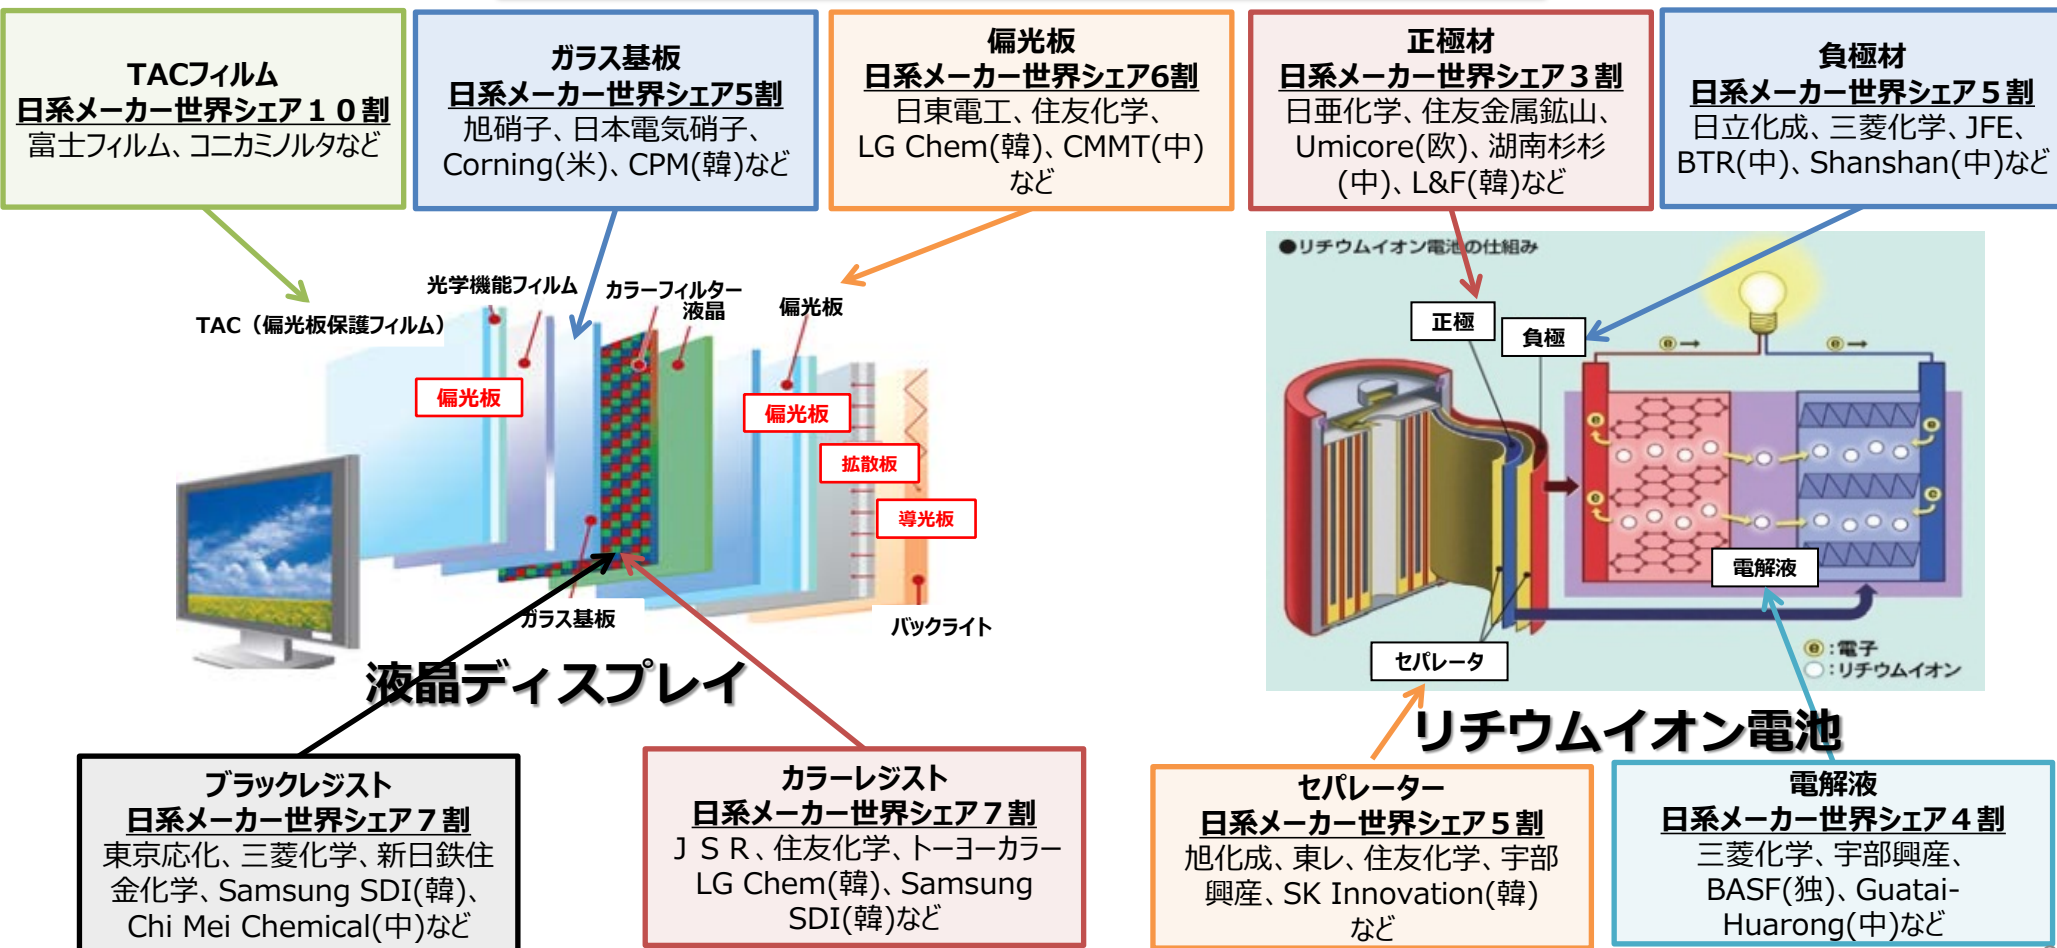 TACフィルム
日系メーカー世界シェア１０割
富士フィルム、コニカミノルタなど
ガラス基板
日系メーカー世界シェア5割
旭硝子、日本電気硝子、
Corning(米)、CPM(韓)など
偏光板
日系メーカー世界シェア6割
日東電工、住友化学、
LG Chem(韓)、CMMT(中)
など
正極材
日系メーカー世界シェア３割
日亜化学、住友金属鉱山、
Umicore(欧)、湖南杉杉
(中)、L&F(韓)など
負極材
日系メーカー世界シェア５割
日立化成、三菱化学、JFE、
BTR(中)、Shanshan(中)など
光学機能フィルム
カラーフィルター
液晶
偏光板
TAC（偏光板保護フィルム）
偏光板
偏光板
拡散板
導光板
ガラス基板
バックライト
液晶ディスプレイ
●リチウムイオン電池の仕組み
正極
負極
e→
e→
e
e
e
e
電解液
セパレータ
e:電子
○:リチウムイオン
リチウムイオン電池
ブラックレジスト
日系メーカー世界シェア７割
東京応化、三菱化学、新日鉄住
金化学、Samsung SDI(韓)、
Chi Mei Chemical(中)など
カラーレジスト
日系メーカー世界シェア７割
ＪＳＲ、住友化学、トーヨーカラー
LG Chem(韓)、Samsung
SDI(韓)など
セパレーター
日系メーカー世界シェア５割
旭化成、東レ、住友化学、宇部
興産、SK Innovation(韓)
など
電解液
日系メーカー世界シェア４割
三菱化学、宇部興産、
BASF(独)、Guatai-
Huarong(中)など